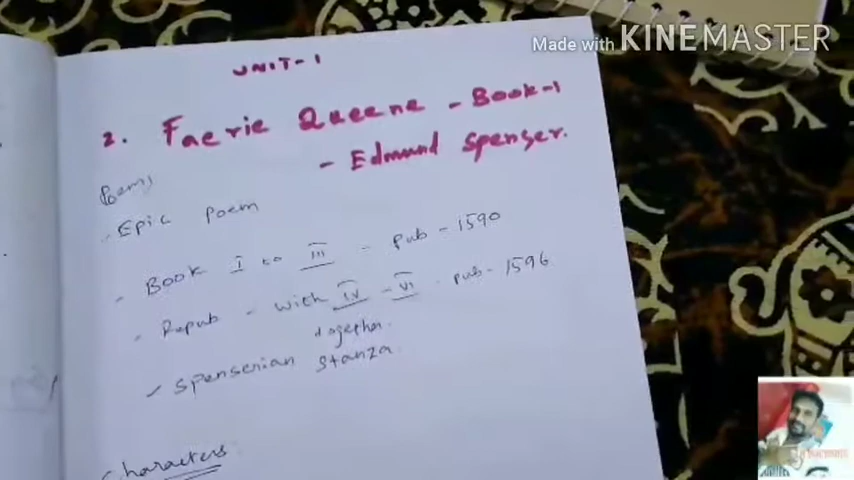 Made with KINEMASTER
UNIT-1
2. Faerie Queene - Book-1
- Edmund Spenser.
Poems
- Epic Poem
- Book I to III - Pub - 1590
- Repub - with IV - VI. Pub- 1596
together.
- Spenserian Stanza.
Characters